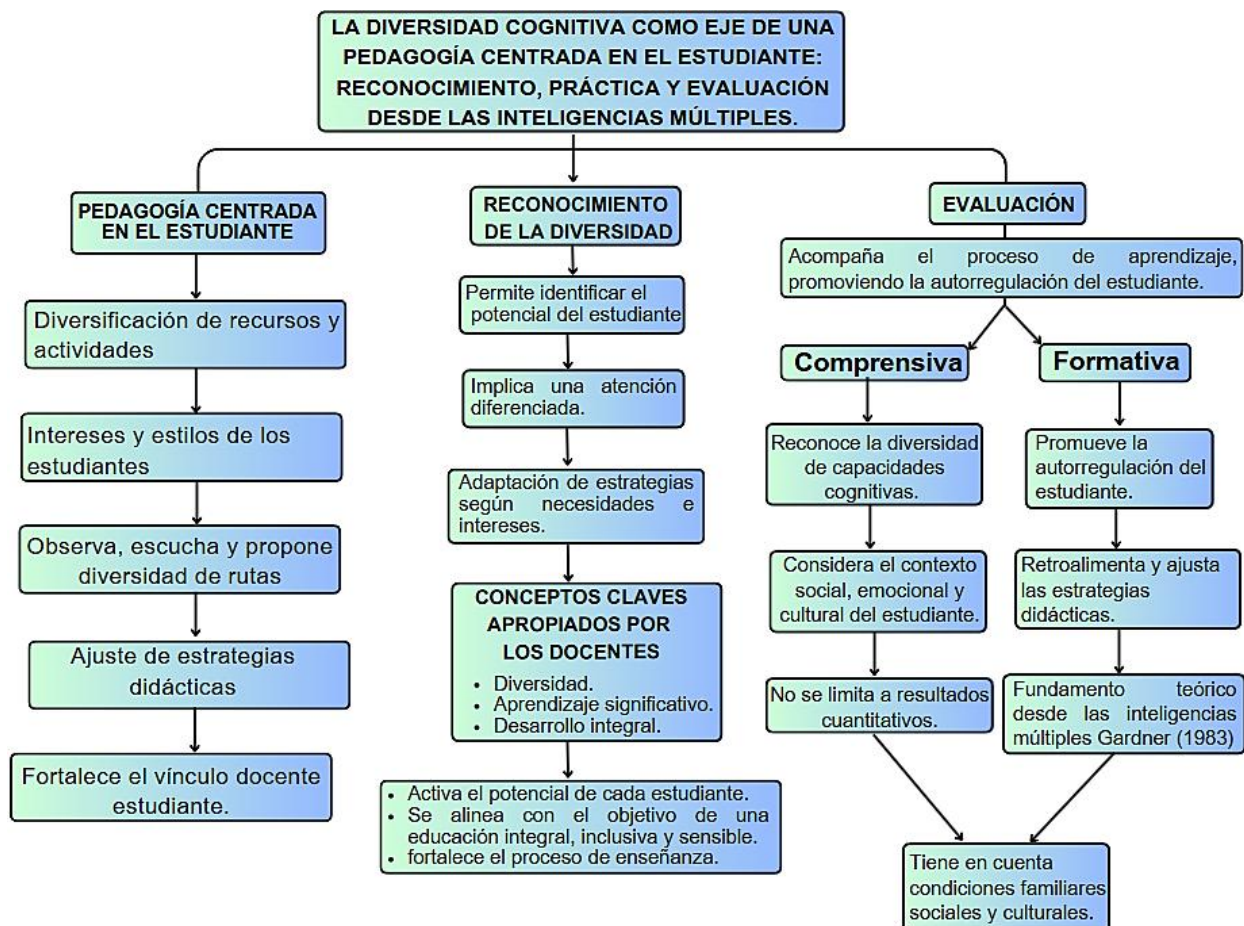 LA DIVERSIDAD COGNITIVA COMO EJE DE UNA
PEDAGOGÍA CENTRADA EN EL ESTUDIANTE:
RECONOCIMIENTO, PRÁCTICA Y EVALUACIÓN
DESDE LAS INTELIGENCIAS MÚLTIPLES.
PEDAGOGÍA CENTRADA
EN EL ESTUDIANTE
Diversificación de recursos y
actividades
Intereses y estilos de los
estudiantes
Observa, escucha y propone
diversidad de rutas
Ajuste de estrategias
didácticas
Fortalece el vínculo docente
estudiante.
RECONOCIMIENTO
DE LA DIVERSIDAD
Permite identificar el
potencial del estudiante
Implica una atención
diferenciada.
Adaptación de estrategias
según necesidades e
intereses.
CONCEPTOS CLAVES
APROPIADOS POR
LOS DOCENTES
• Diversidad.
• Aprendizaje significativo.
• Desarrollo integral.
• Activa el potencial de cada estudiante.
• Se alinea con el objetivo de una
educación integral, inclusiva y sensible.
• fortalece el proceso de enseñanza.
EVALUACIÓN
Acompaña el proceso de aprendizaje,
promoviendo la autorregulación del estudiante.
Comprensiva
Reconoce la diversidad
de capacidades
cognitivas.
Considera el contexto
social, emocional y
cultural del estudiante.
No se limita a resultados
cuantitativos.
Formativa
Promueve la
autorregulación del
estudiante.
Retroalimenta y ajusta
las estrategias
didácticas.
Fundamento teórico
desde las inteligencias
múltiples Gardner (1983)
Tiene en cuenta
condiciones familiares
sociales y culturales.